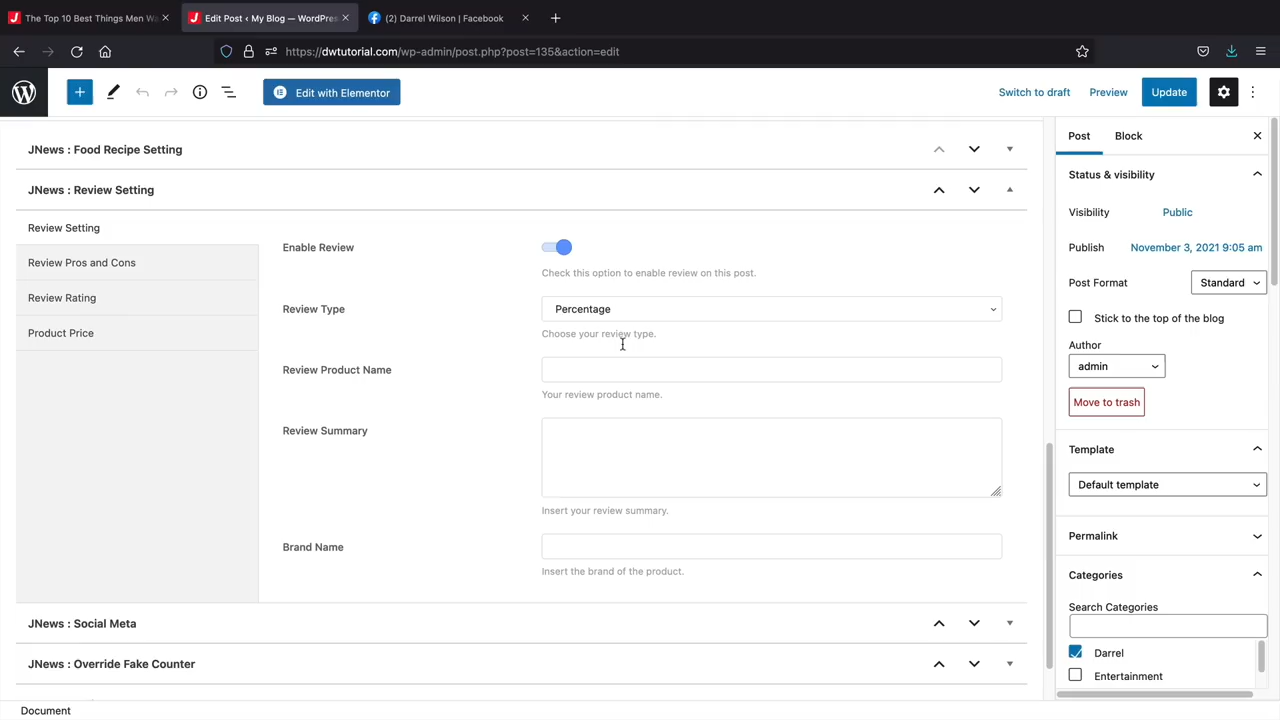 The Top 10 Best Things Men Wa
Edit Post ‹ My Blog — WordPres
(2) Darrel Wilson | Facebook
https://dwtutorial.com/wp-admin/post.php?post=135&action=edit
Edit with Elementor
Switch to draft
Preview
Update
JNews : Food Recipe Setting
JNews : Review Setting
Review Setting
Review Pros and Cons
Review Rating
Product Price
Enable Review
Check this option to enable review on this post.
Review Type
Percentage
Choose your review type.
Review Product Name
Your review product name.
Review Summary
Insert your review summary.
Brand Name
Insert the brand of the product.
JNews : Social Meta
JNews : Override Fake Counter
Document
Post
Block
Status & visibility
Visibility
Public
Publish
November 3, 2021 9:05 am
Post Format
Standard
Stick to the top of the blog
Author
admin
Move to trash
Template
Default template
Permalink
Categories
Search Categories
Darrel
Entertainment